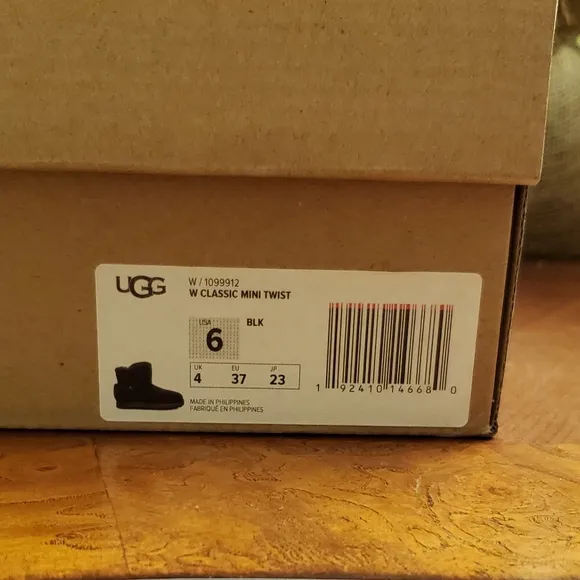 UGG
W / 1099912
W CLASSIC MINI TWIST
USA
6
BLK
UK EU JP
4 37 23
MADE IN PHILIPPINES
FABRIQUÉ EN PHILIPPINES
1 92410 14668 0